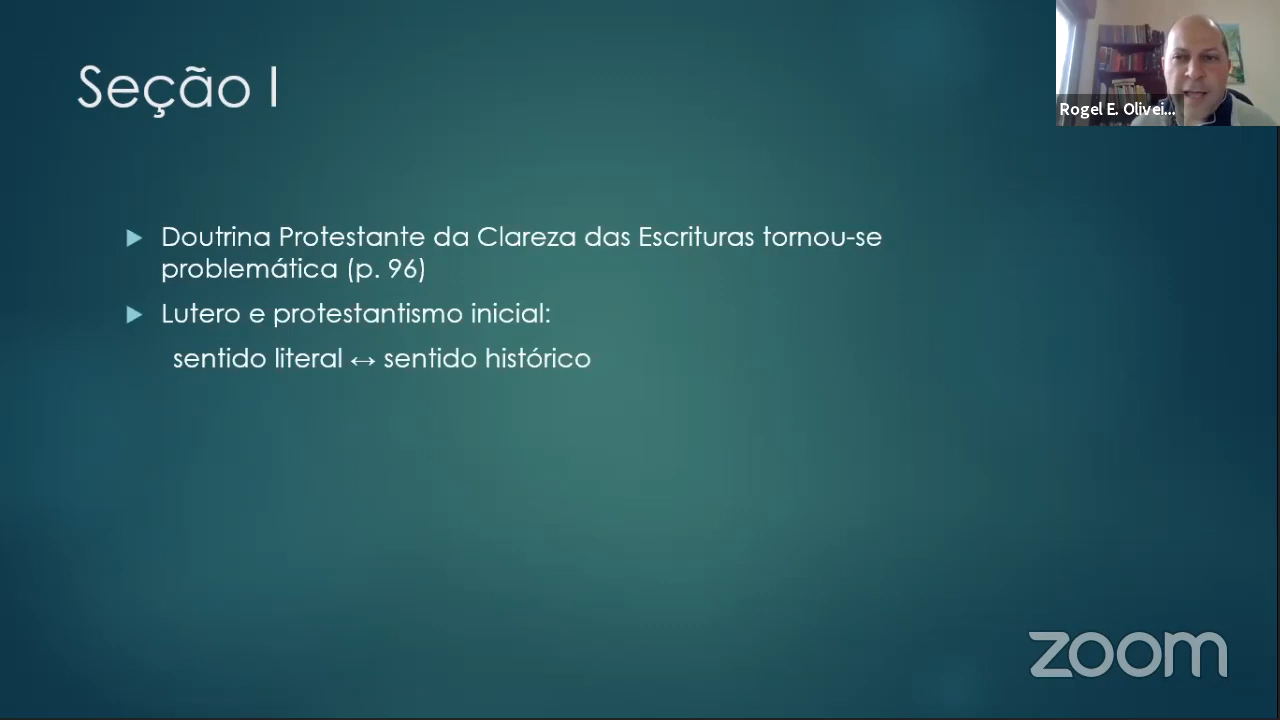 Seção I
Rogel E. Olivei...
Doutrina Protestante da Clareza das Escrituras tornou-se
problemática (p. 96)
Lutero e protestantismo inicial:
sentido literal ↔ sentido histórico
zoom